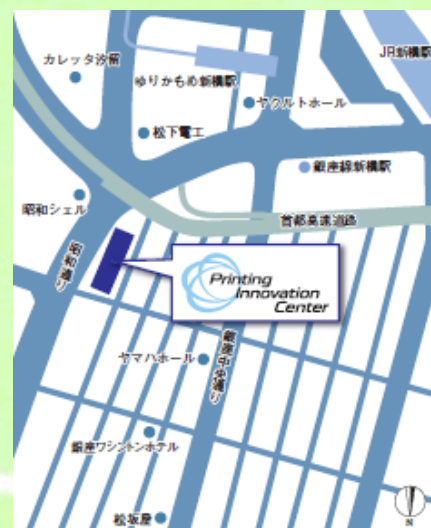 JR新橋駅
カレッタ汐留
ゆりかもめ新橋駅
ヤクルトホール
松下電工
銀座線新橋駅
昭和シェル
首都高速道路
昭和通り
Printing
Innovation
Center
ヤマハホール
銀座中央通り
銀座ワシントンホテル
松坂屋
N